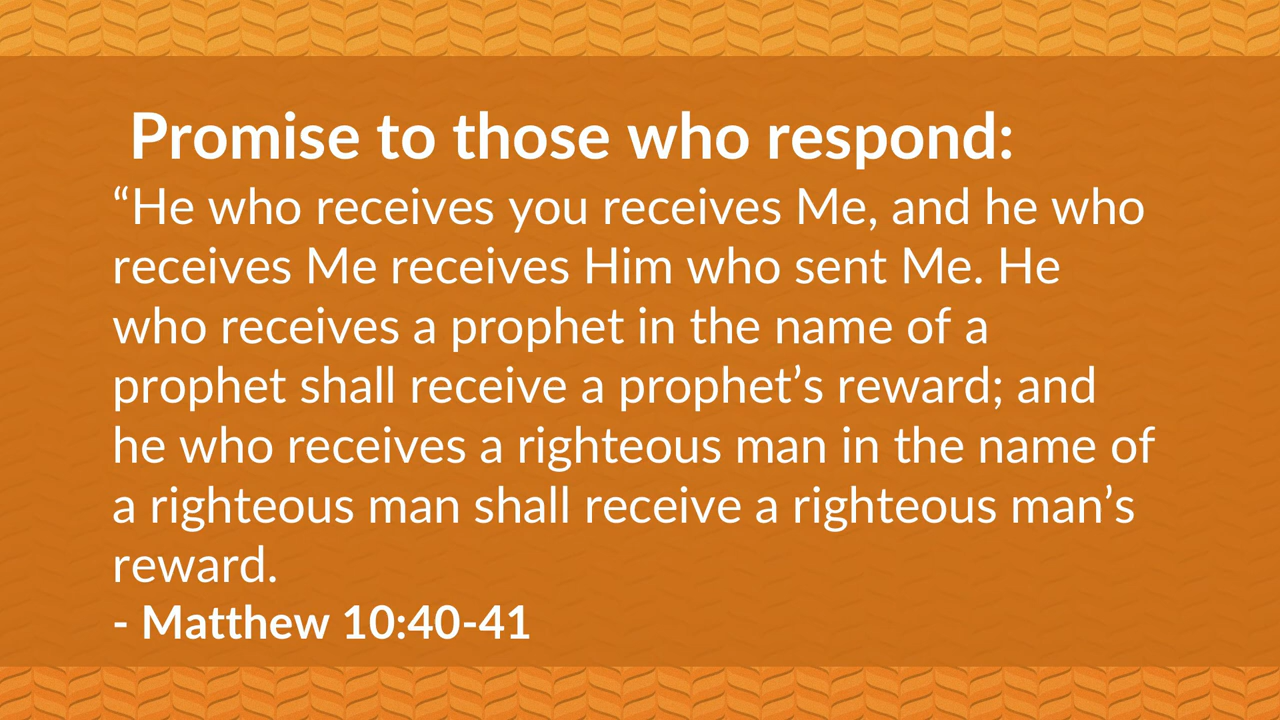 Promise to those who respond:
“He who receives you receives Me, and he who
receives Me receives Him who sent Me. He
who receives a prophet in the name of a
prophet shall receive a prophet’s reward; and
he who receives a righteous man in the name of
a righteous man shall receive a righteous man’s
reward.
- Matthew 10:40-41